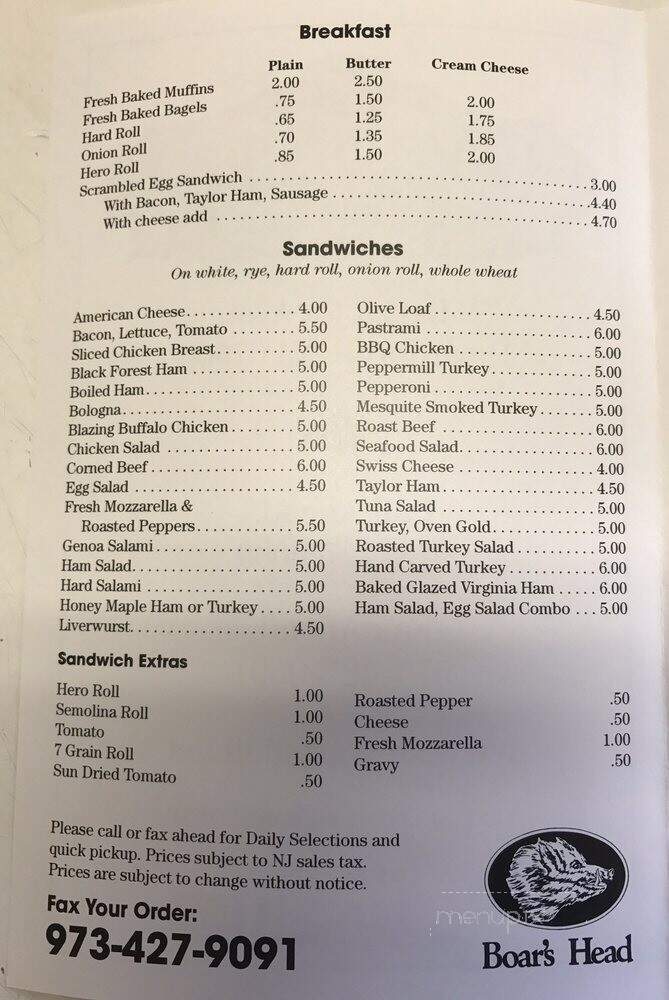 Breakfast
Plain Butter Cream Cheese
Fresh Baked Muffins 2.00 2.50
Fresh Baked Bagels .75 1.50 2.00
Hard Roll .65 1.25 1.75
Onion Roll .70 1.35 1.85
Hero Roll .85 1.50 2.00
Scrambled Egg Sandwich 3.00
With Bacon, Taylor Ham, Sausage 4.40
With cheese add 4.70
Sandwiches
On white, rye, hard roll, onion roll, whole wheat
American Cheese 4.00
Bacon, Lettuce, Tomato 5.50
Sliced Chicken Breast 5.00
Black Forest Ham 5.00
Boiled Ham 5.00
Bologna 4.50
Blazing Buffalo Chicken 5.00
Chicken Salad 5.00
Corned Beef 6.00
Egg Salad 4.50
Fresh Mozzarella &
Roasted Peppers 5.50
Genoa Salami 5.00
Ham Salad 5.00
Hard Salami 5.00
Honey Maple Ham or Turkey 5.00
Liverwurst 4.50
Olive Loaf 4.50
Pastrami 6.00
BBQ Chicken 5.00
Peppermill Turkey 5.00
Pepperoni 5.00
Mesquite Smoked Turkey 5.00
Roast Beef 6.00
Seafood Salad 6.00
Swiss Cheese 4.00
Taylor Ham 4.50
Tuna Salad 5.00
Turkey, Oven Gold 5.00
Roasted Turkey Salad 5.00
Hand Carved Turkey 6.00
Baked Glazed Virginia Ham 6.00
Ham Salad, Egg Salad Combo 5.00
Sandwich Extras
Hero Roll 1.00
Semolina Roll 1.00
Tomato .50
7 Grain Roll 1.00
Sun Dried Tomato .50
Roasted Pepper .50
Cheese .50
Fresh Mozzarella 1.00
Gravy .50
Please call or fax ahead for Daily Selections and
quick pickup. Prices subject to NJ sales tax.
Prices are subject to change without notice.
Fax Your Order:
973-427-9091
Boar's Head